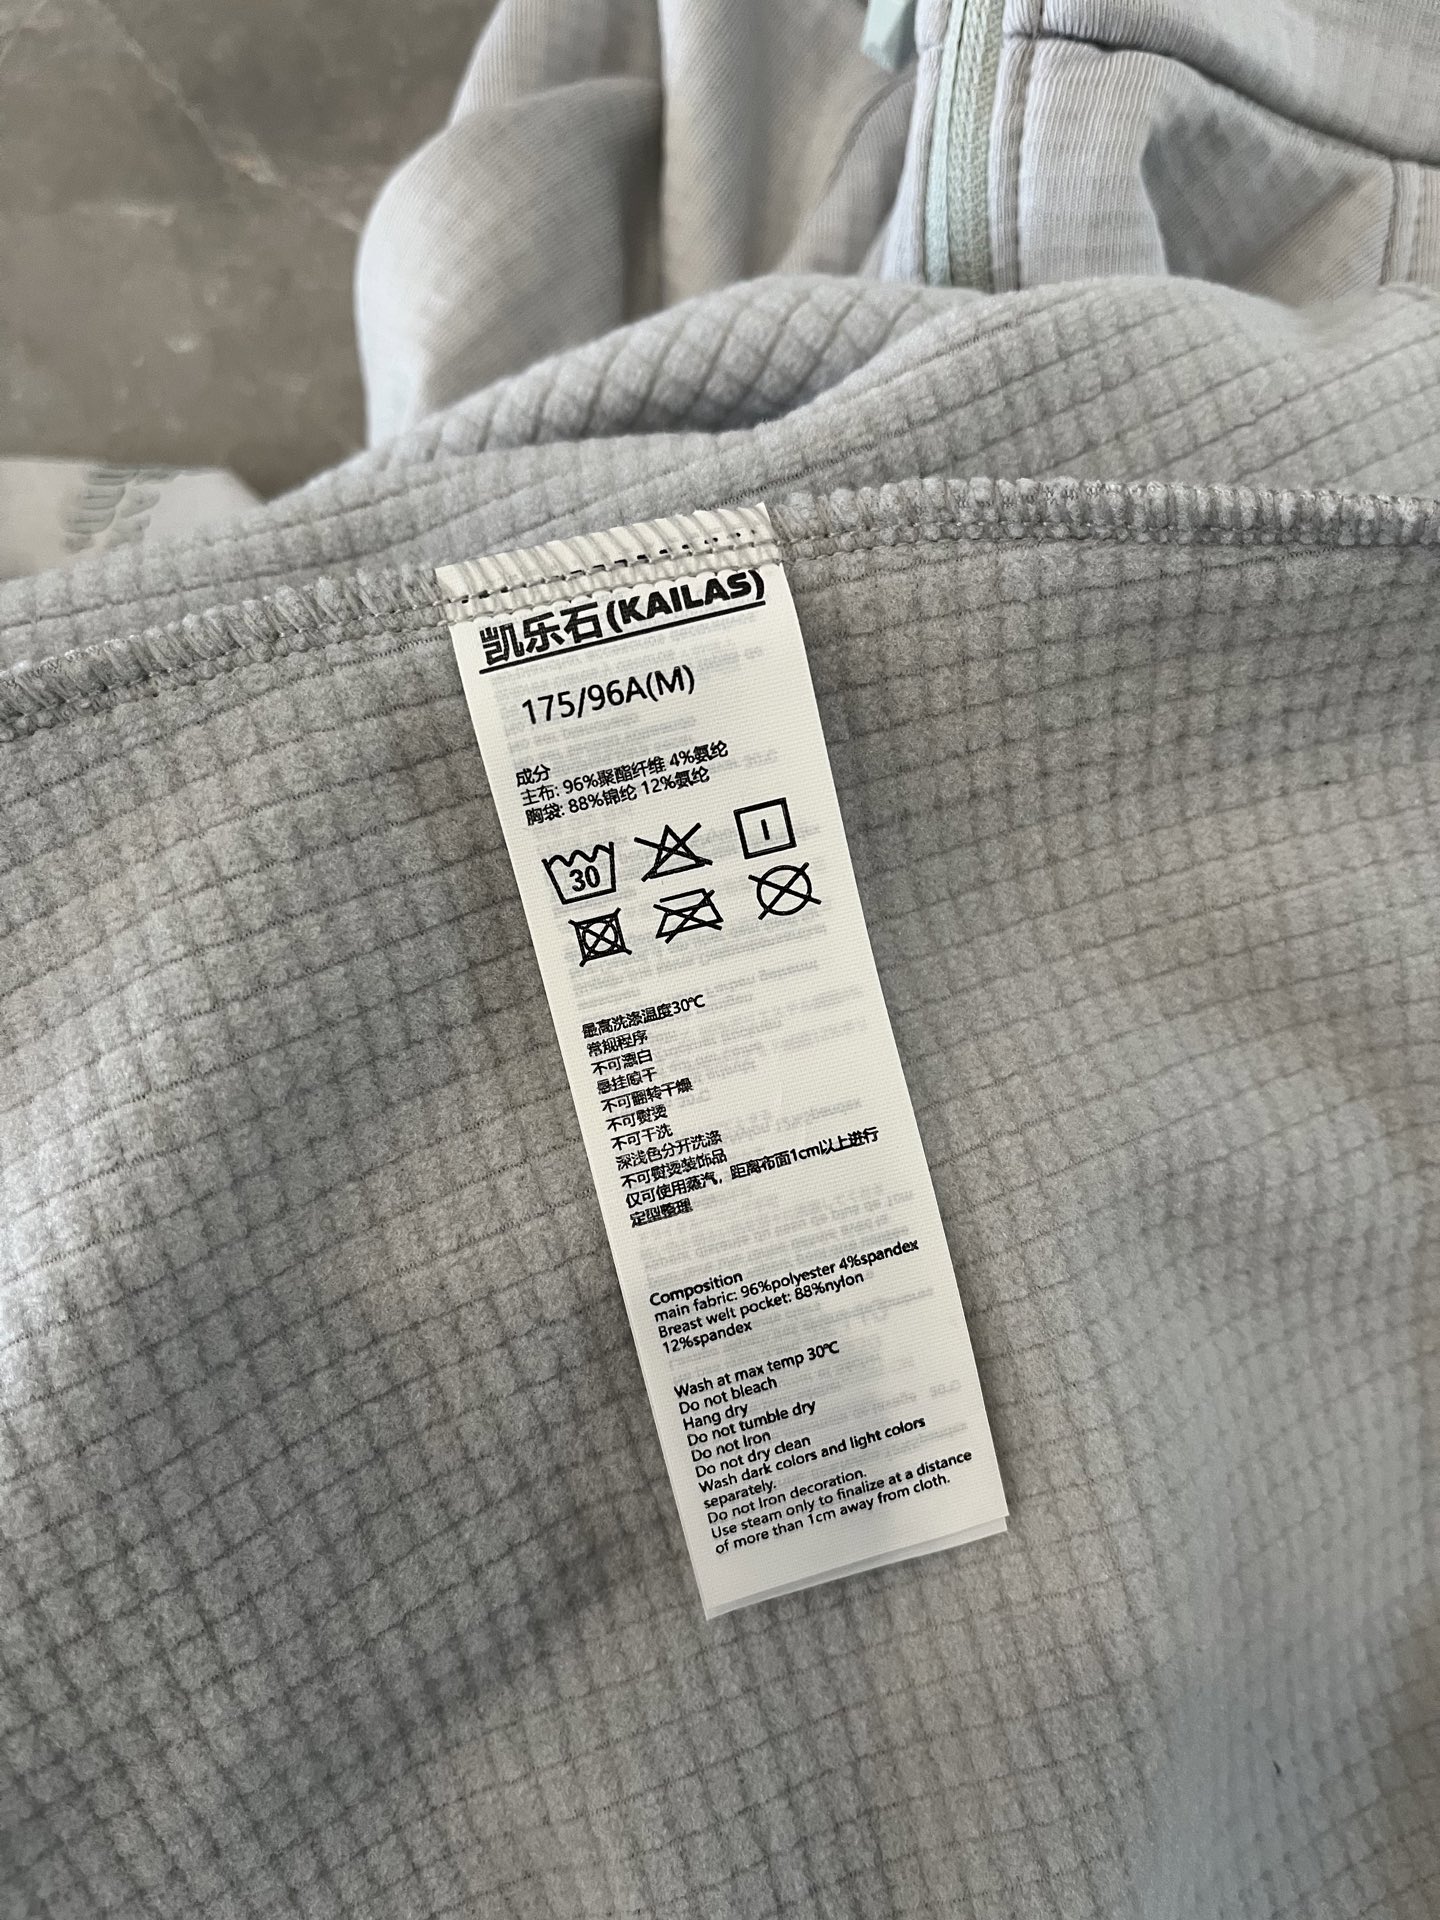 凯乐石(KAILAS)
175/96A(M)
成分
主布: 96%聚酯纤维 4%氨纶
胸袋: 88%锦纶 12%氨纶
30
最高洗涤温度30℃
常规程序
不可漂白
悬挂晾干
不可翻转干燥
不可熨烫
不可干洗
深浅色分开洗涤
不可熨烫装饰品
仅可使用蒸汽，距离布面1cm以上进行
定型整理
Composition
main fabric: 96%polyester 4%spandex
Breast welt pocket: 88%nylon
12%spandex
Wash at max temp 30℃
Do not bleach
Hang dry
Do not tumble dry
Do not Iron
Do not dry clean
Wash dark colors and light colors
separately.
Do not Iron decoration.
Use steam only to finalize at a distance
of more than 1cm away from cloth.